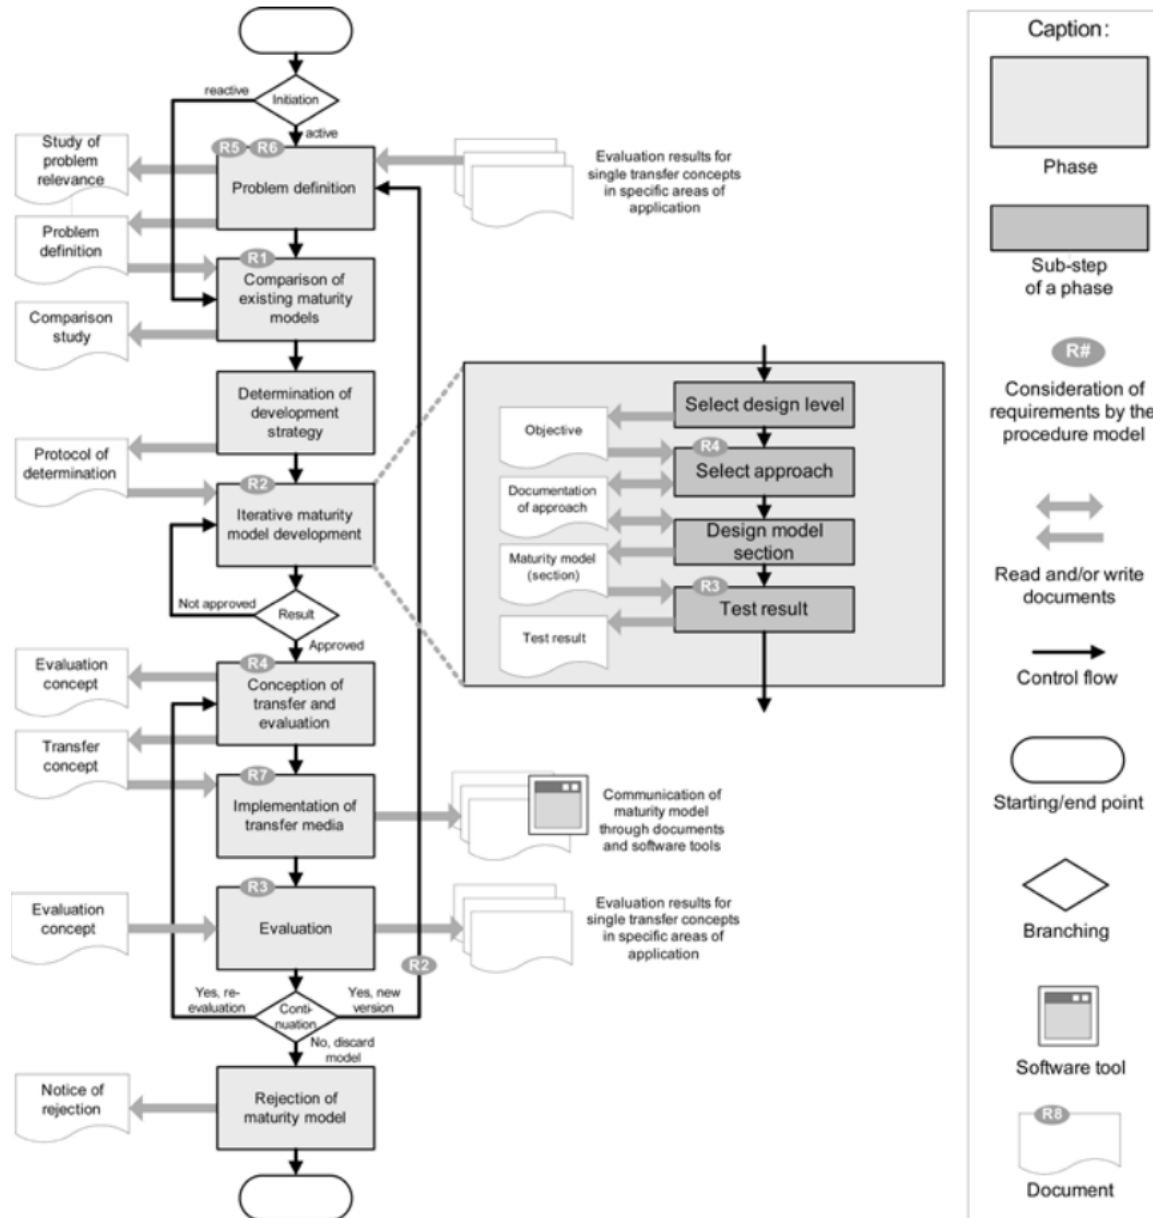 Initiation
reactive
active
Study of
problem
relevance
R5
R6
Problem definition
Evaluation results for
single transfer concepts
in specific areas of
application
Problem
definition
R1
Comparison of
existing maturity
models
Comparison
study
Determination of
development
strategy
Protocol of
determination
R2
Iterative maturity
model development
Not approved
Result
Approved
Evaluation
concept
R4
Conception of
transfer and
evaluation
Transfer
concept
R7
Implementation of
transfer media
Communication of
maturity model
through documents
and software tools
Evaluation
concept
R3
Evaluation
Evaluation results for
single transfer concepts
in specific areas of
application
R2
Yes, re-
evaluation
Conti-
nuation
Yes, new
version
No, discard
model
Notice of
rejection
Rejection of
maturity model
Select design level
Objective
R4
Select approach
Documentation
of approach
Design model
section
Maturity model
(section)
R3
Test result
Test result
Caption:
Phase
Sub-step
of a phase
R#
Consideration of
requirements by the
procedure model
Read and/or write
documents
Control flow
Starting/end point
Branching
Software tool
R8
Document